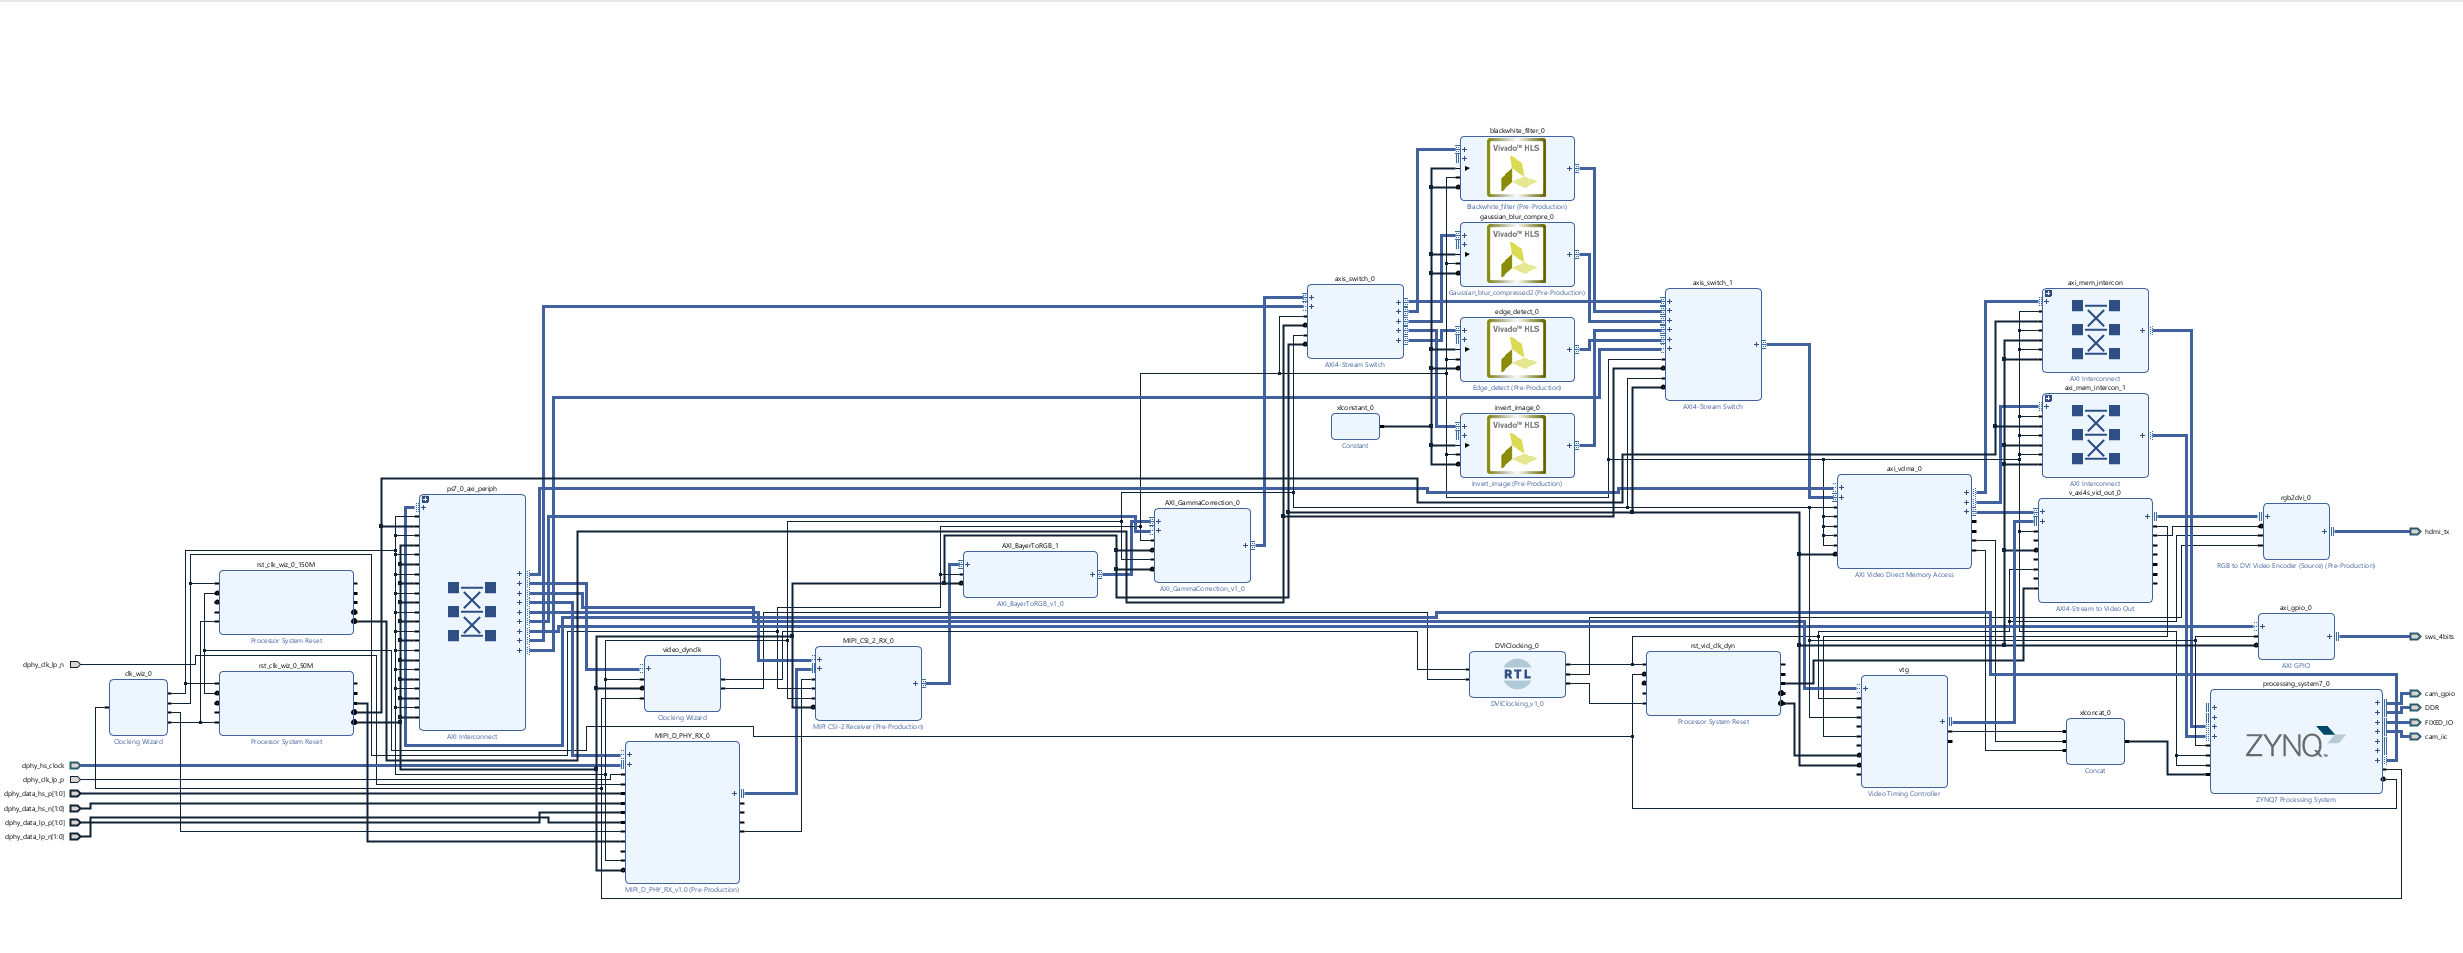 blackwhite_filter_0
Vivado™ HLS
Blackwhite_filter (Pre-Production)
gaussian_blur_compre_0
Vivado™ HLS
Gaussian_blur_compressed2 (Pre-Production)
axis_switch_0
AXI4-Stream Switch
edge_detect_0
Vivado™ HLS
Edge_detect (Pre-Production)
axis_switch_1
AXI4-Stream Switch
xlconstant_0
Constant
invert_image_0
Vivado™ HLS
Invert_image (Pre-Production)
axi_mem_intercon
AXI Interconnect
axi_mem_intercon_1
AXI Interconnect
axi_vdma_0
AXI Video Direct Memory Access
v_axi4s_vid_out_0
AXI4-Stream to Video Out
rgb2dvi_0
RGB to DVI Video Encoder (Source) (Pre-Production)
hdmi_tx
ps7_0_axi_periph
AXI Interconnect
AXI_GammaCorrection_0
AXI_GammaCorrection_v1_0
AXI_BayerToRGB_1
AXI_BayerToRGB_v1_0
rst_clk_wiz_0_150M
Processor System Reset
rst_clk_wiz_0_50M
Processor System Reset
dphy_clk_lp_n
clk_wiz_0
Clocking Wizard
video_dynclk
Clocking Wizard
MIPI_CSI_2_RX_0
MIPI CSI-2 Receiver (Pre-Production)
MIPI_D_PHY_RX_0
MIPI_D_PHY_RX_v1.0 (Pre-Production)
DVIClocking_0
RTL
DVIClocking_v1_0
rst_vid_clk_dyn
Processor System Reset
vtg
Video Timing Controller
xlconcat_0
Concat
axi_gpio_0
AXI GPIO
sws_4bits
processing_system7_0
ZYNQ
ZYNQ7 Processing System
cam_gpio
DDR
FIXED_IO
cam_iic
dphy_hs_clock
dphy_clk_lp_p
dphy_data_hs_p[1:0]
dphy_data_hs_n[1:0]
dphy_data_lp_p[1:0]
dphy_data_lp_n[1:0]